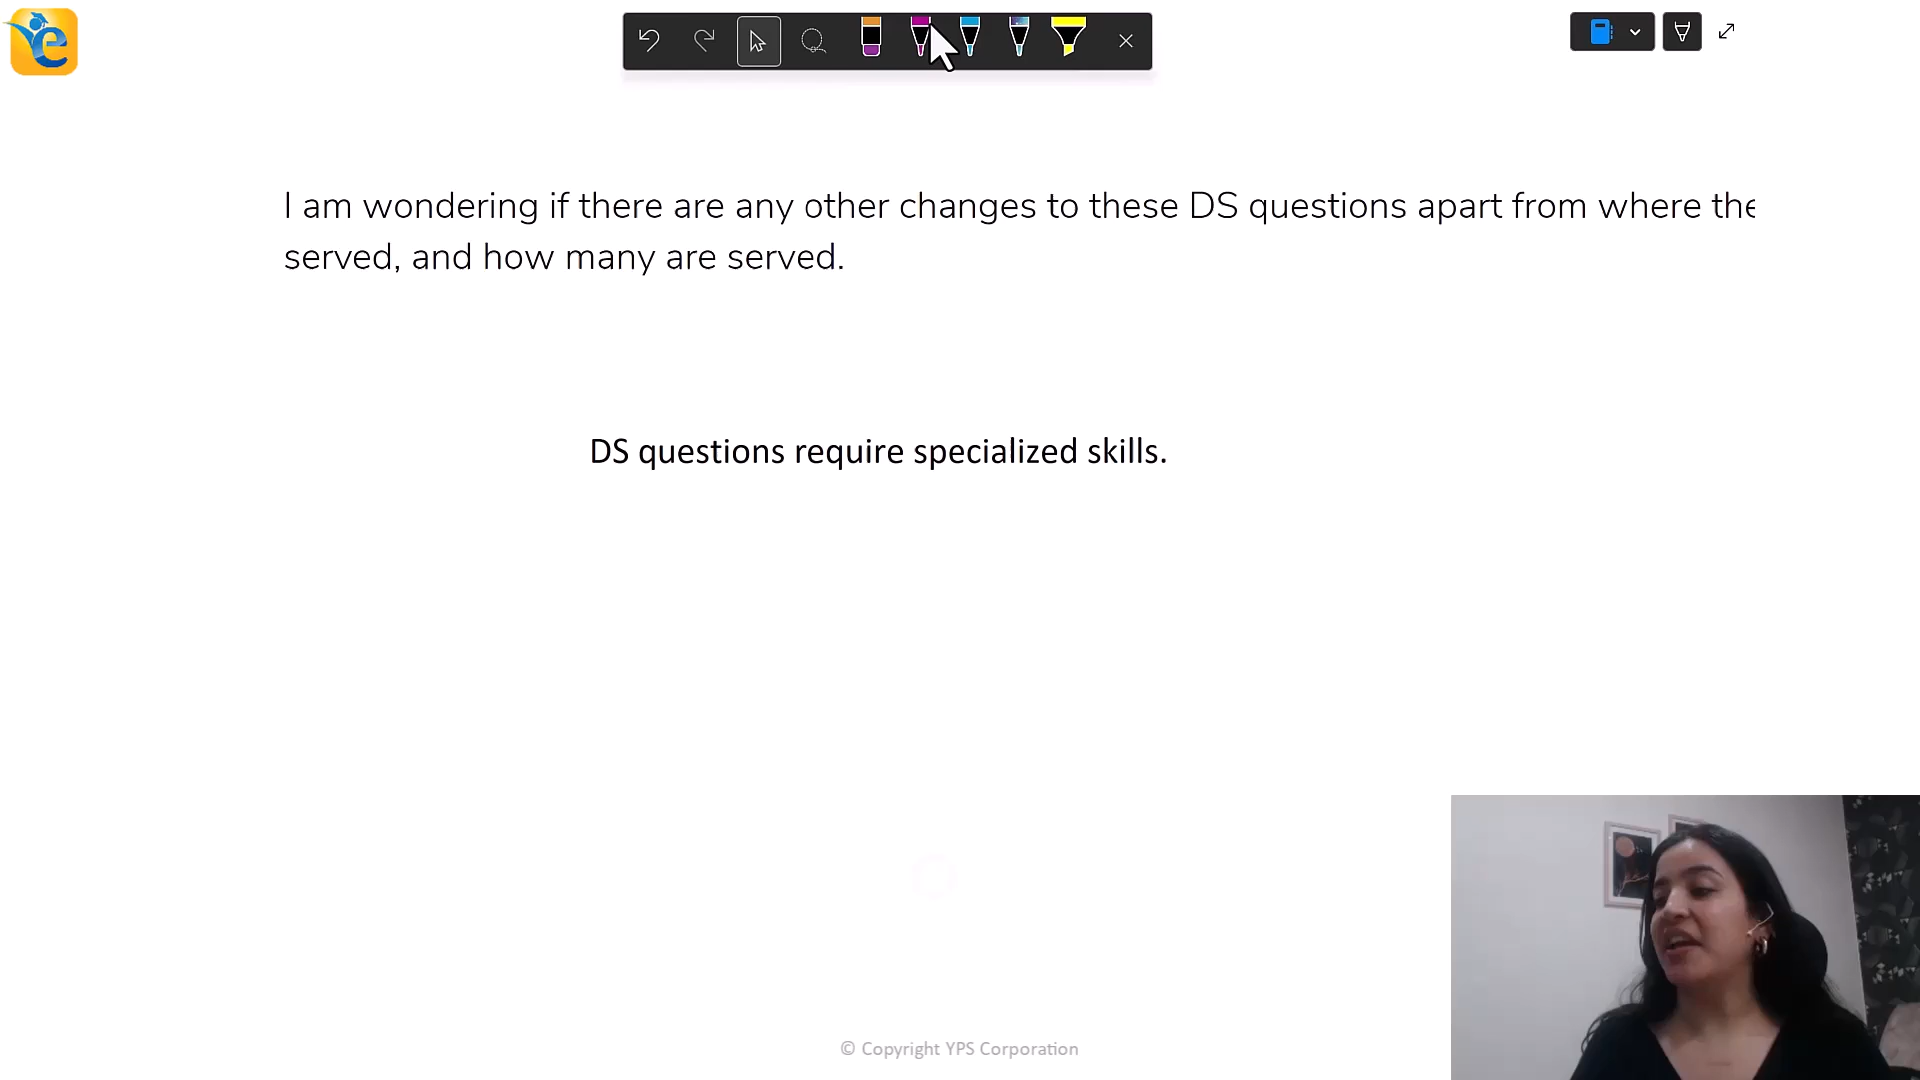 I am wondering if there are any other changes to these DS questions apart from where the
served, and how many are served.
DS questions require specialized skills.
© Copyright YPS Corporation